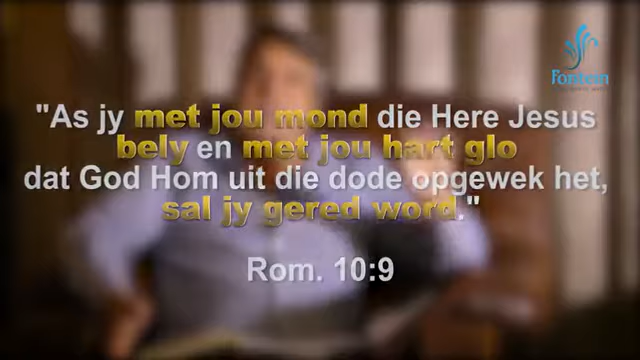 Fontein
"As jy met jou mond die Here Jesus
bely en met jou hart glo
dat God Hom uit die dode opgewek het,
sal jy gered word."
Rom. 10:9